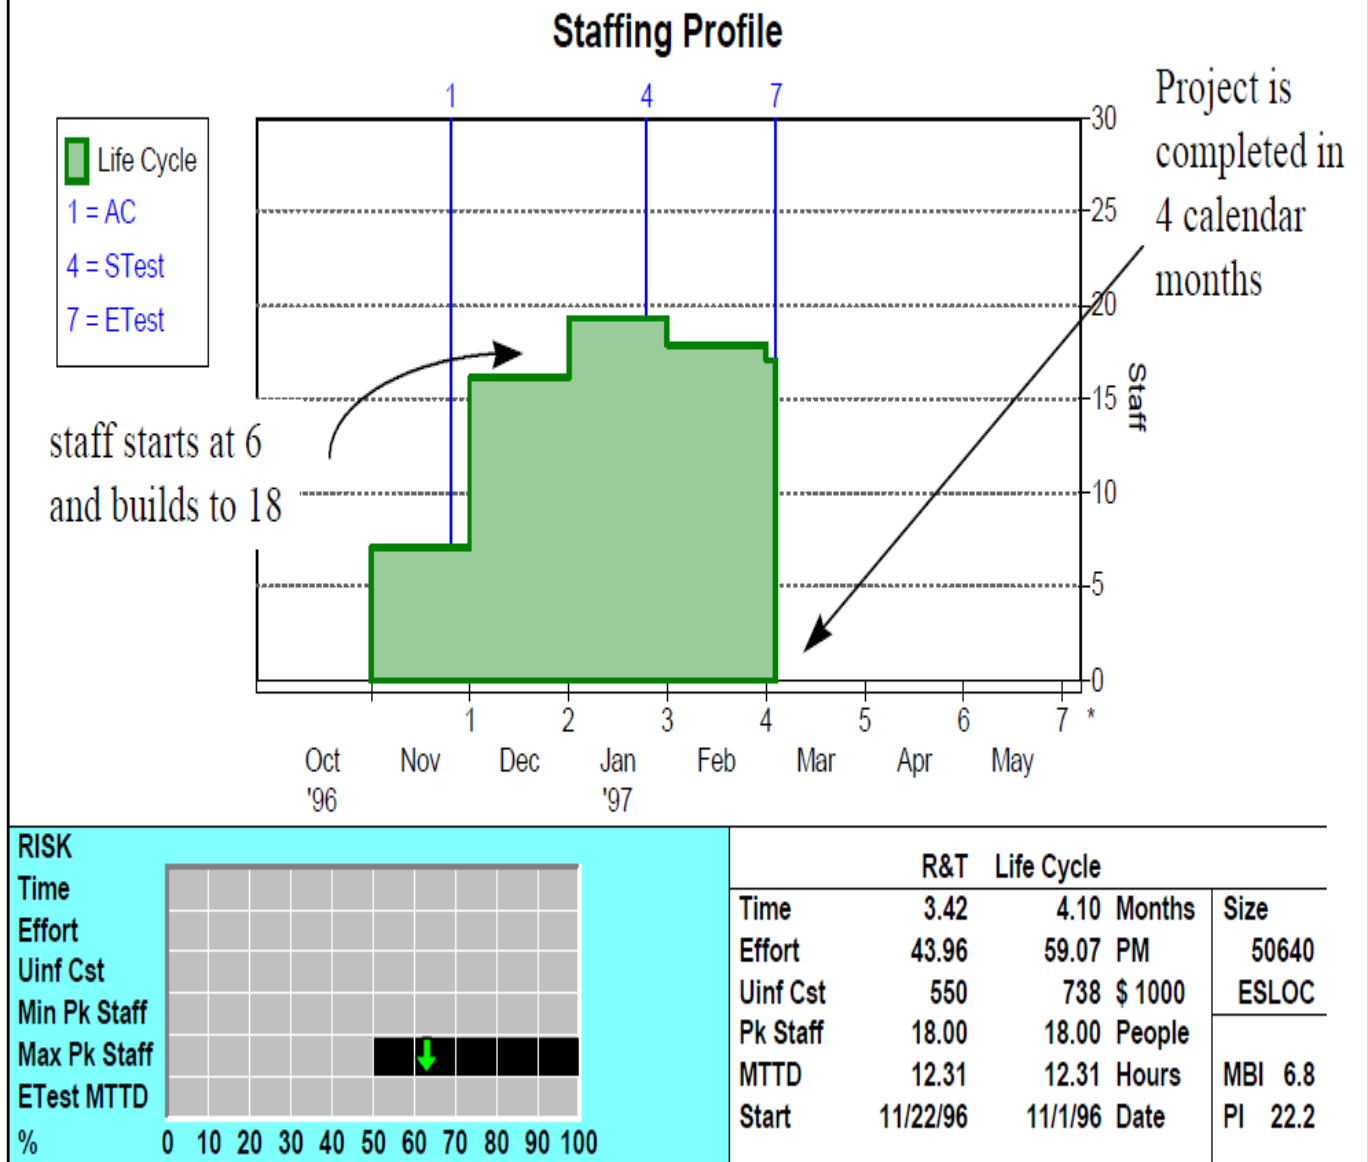 Staffing Profile
1 4 7
Project is
completed in
4 calendar
months
Life Cycle
1 = AC
4 = STest
7 = ETest
staff starts at 6
and builds to 18
30
25
20
15
10
5
0
Staff
1 2 3 4 5 6 7 *
Oct Nov Dec Jan Feb Mar Apr May
'96 '97
RISK
Time
Effort
Uinf Cst
Min Pk Staff
Max Pk Staff
ETest MTTD
% 0 10 20 30 40 50 60 70 80 90 100
R&T Life Cycle
Time 3.42 4.10 Months
Effort 43.96 59.07 PM
Uinf Cst 550 738 $ 1000
Pk Staff 18.00 18.00 People
MTTD 12.31 12.31 Hours
Start 11/22/96 11/1/96 Date
Size
50640
ESLOC
MBI 6.8
PI 22.2